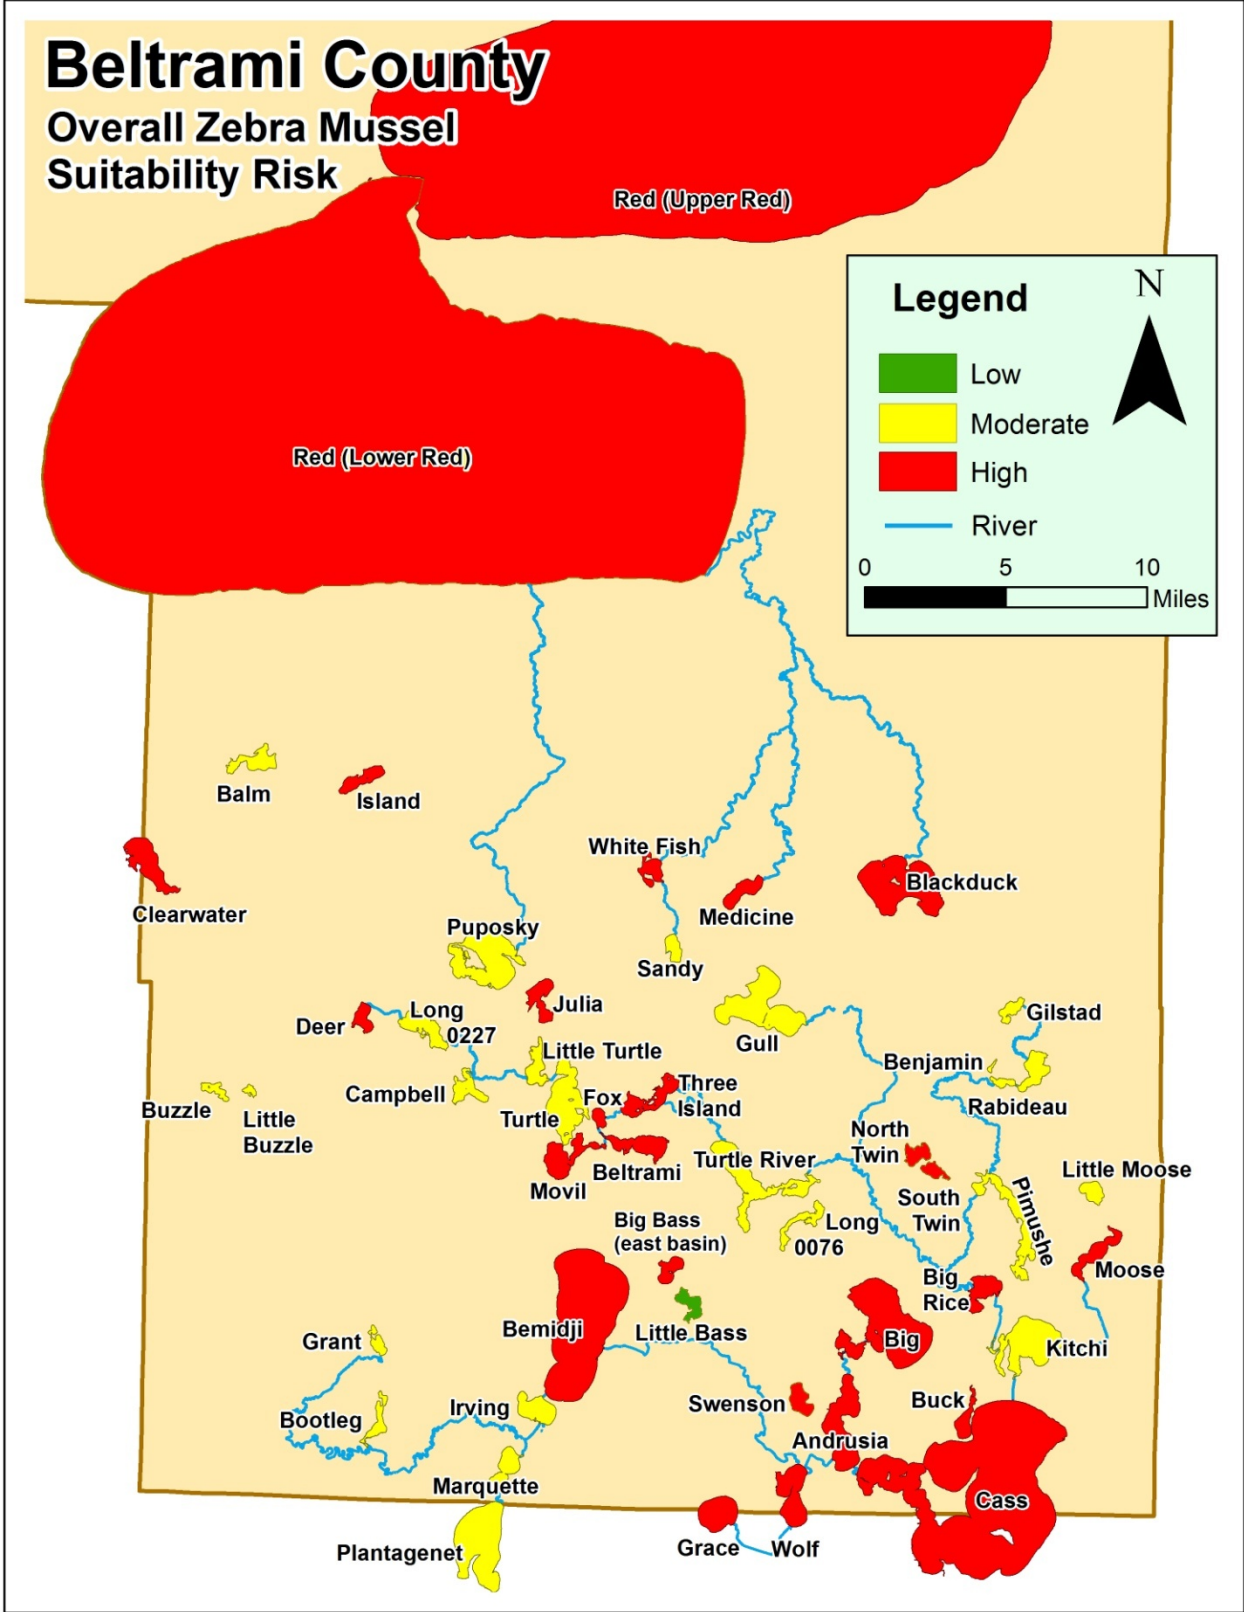 Beltrami County
Overall Zebra Mussel
Suitability Risk
Red (Upper Red)
Legend
N
Low
Moderate
High
River
0 5 10
Miles
Red (Lower Red)
Balm
Island
White Fish
Clearwater
Blackduck
Medicine
Puposky
Sandy
Julia
Deer
Long
0227
Gull
Gilstad
Little Turtle
Benjamin
Campbell
Fox
Three
Island
Rabideau
Buzzle
Little
Buzzle
Turtle
North
Twin
Turtle River
Beltrami
Movil
Little Moose
South
Twin
Pimushe
Big Bass
(east basin)
Long
0076
Moose
Big
Rice
Bemidji
Little Bass
Big
Grant
Kitchi
Swenson
Buck
Irving
Bootleg
Andrusia
Marquette
Cass
Plantagenet
Grace
Wolf